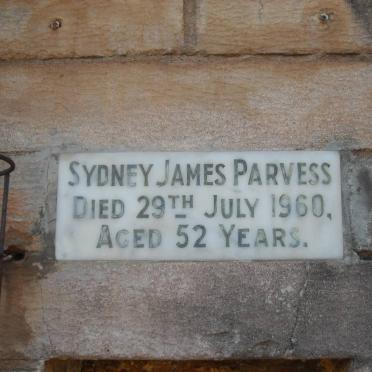 SYDNEY JAMES PARVESS
DIED 29TH JULY 1960,
AGED 52 YEARS.